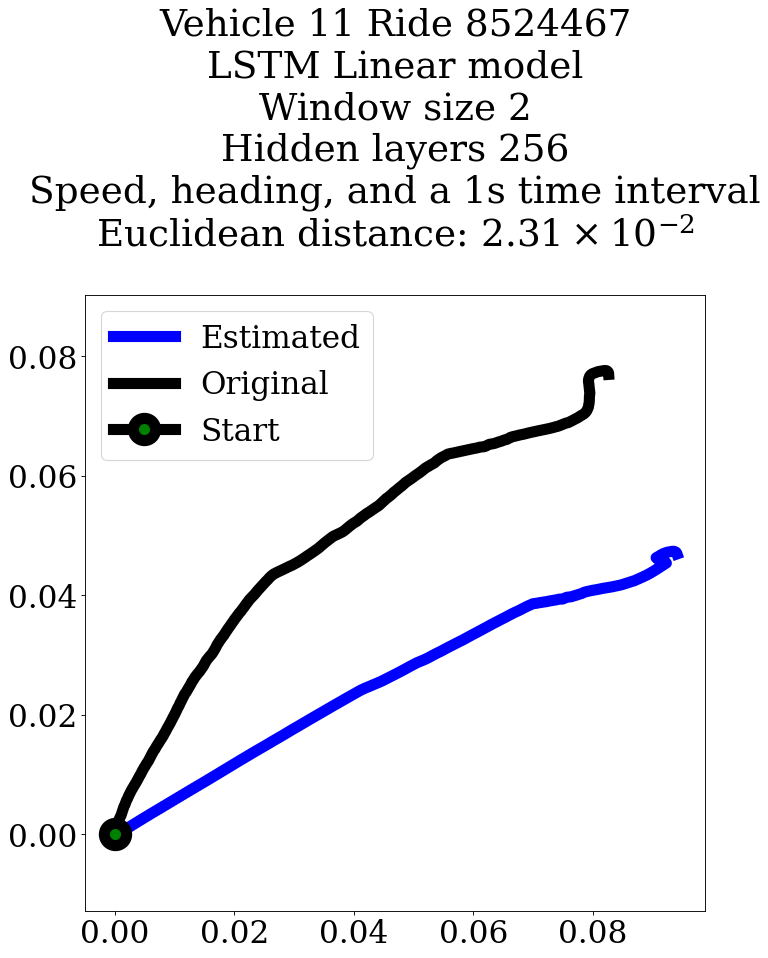 Vehicle 11 Ride 8524467
LSTM Linear model
Window size 2
Hidden layers 256
Speed, heading, and a 1s time interval
Euclidean distance: 2.31 × 10⁻²
Estimated
Original
Start
0.08
0.06
0.04
0.02
0.00
0.00 0.02 0.04 0.06 0.08